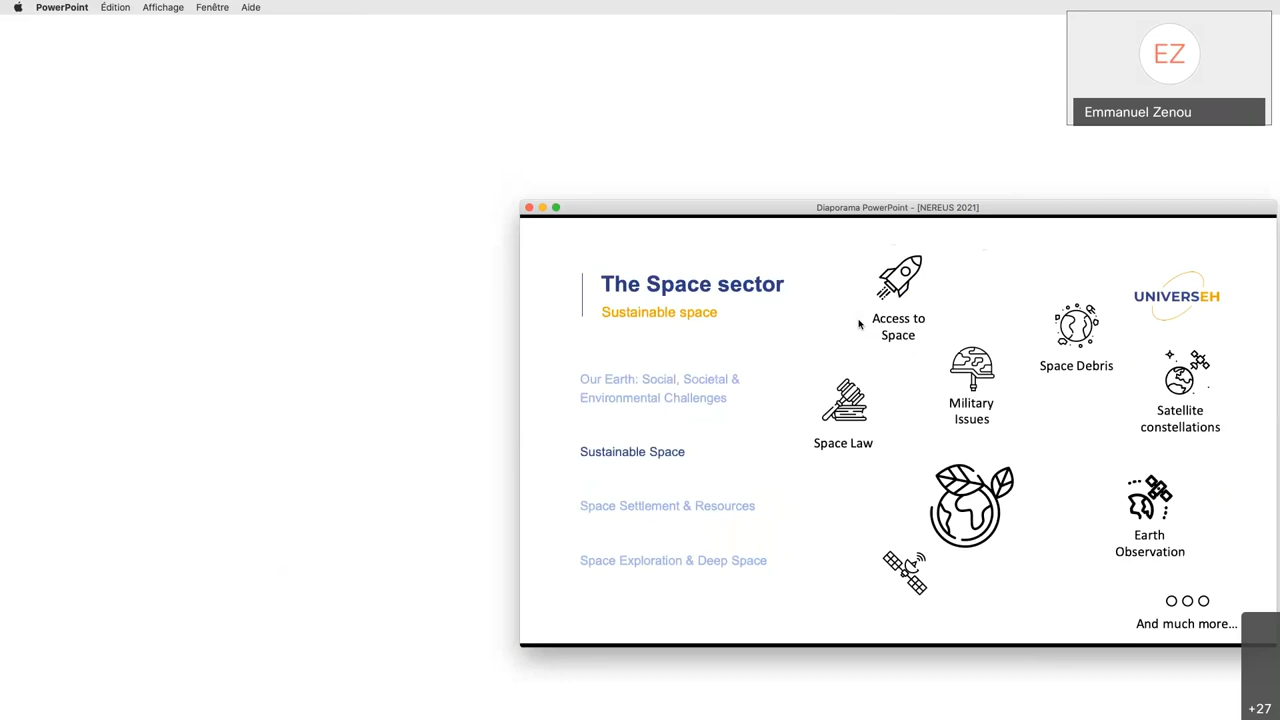 PowerPoint Édition Affichage Fenêtre Aide
EZ
Emmanuel Zenou
Diaporama PowerPoint - [NEREUS 2021]
The Space sector
Sustainable space
UNIVERSEH
Our Earth: Social, Societal &
Environmental Challenges
Sustainable Space
Space Settlement & Resources
Space Exploration & Deep Space
Access to
Space
Space Debris
Military
Issues
Satellite
constellations
Space Law
Earth
Observation
And much more...
+27